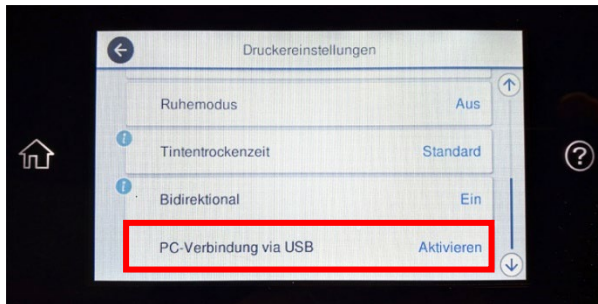 Druckereinstellungen
Ruhemodus Aus
i Tintentrockenzeit Standard
i Bidirektional Ein
PC-Verbindung via USB Aktivieren
?